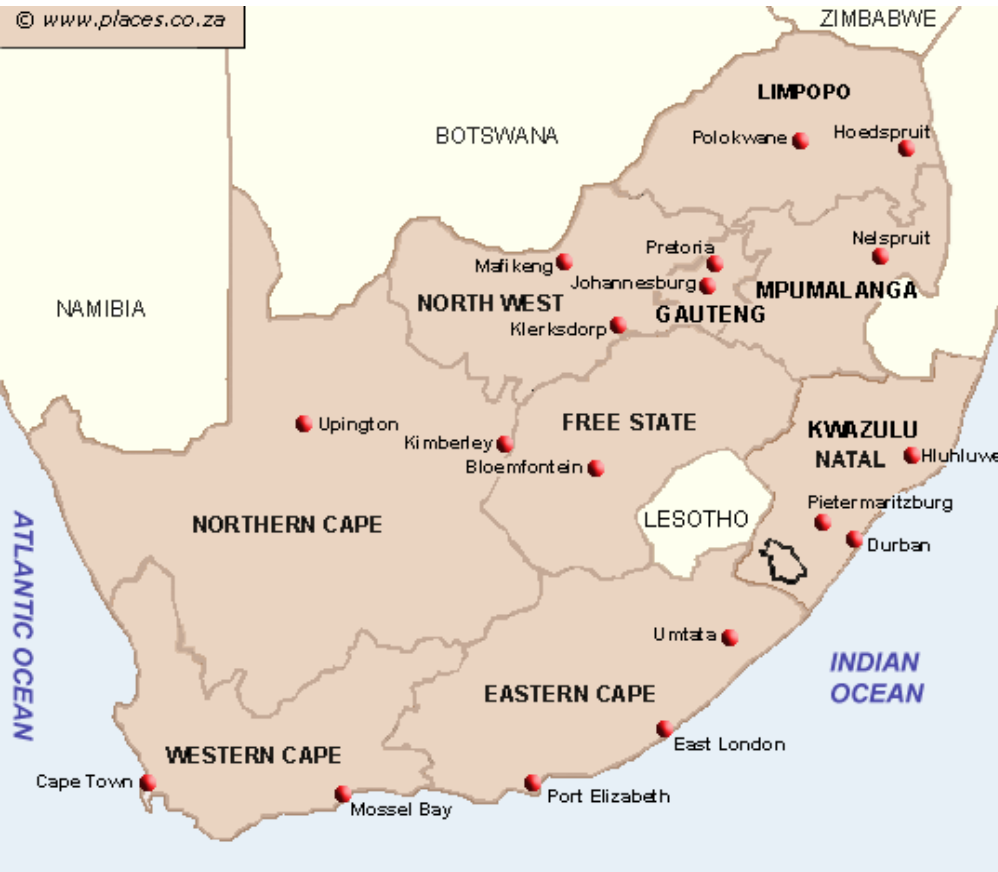 © www.places.co.za
ZIMBABWE
LIMPOPO
BOTSWANA
Polokwane
Hoedspruit
Pretoria
Nelspruit
Mafikeng
Johannesburg
MPUMALANGA
NAMIBIA
NORTH WEST
GAUTENG
Klerksdorp
Upington
FREE STATE
KWAZULU
NATAL
Kimberley
Hluhluwe
Bloemfontein
Pietermaritzburg
LESOTHO
NORTHERN CAPE
Durban
ATLANTIC OCEAN
Umtata
INDIAN
OCEAN
EASTERN CAPE
East London
WESTERN CAPE
Cape Town
Port Elizabeth
Mossel Bay